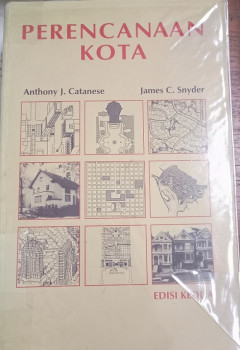 PERENCANAAN
KOTA
Anthony J. Catanese
James C. Snyder
EDISI